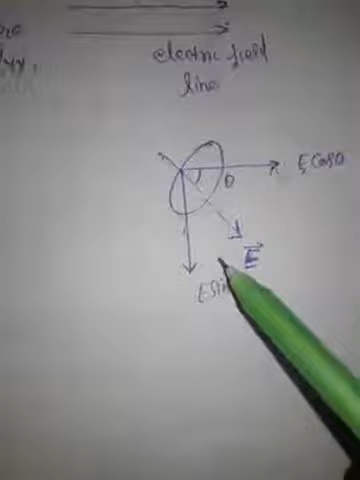 electric field
line
E Cosθ
θ
E⃗
E Sin